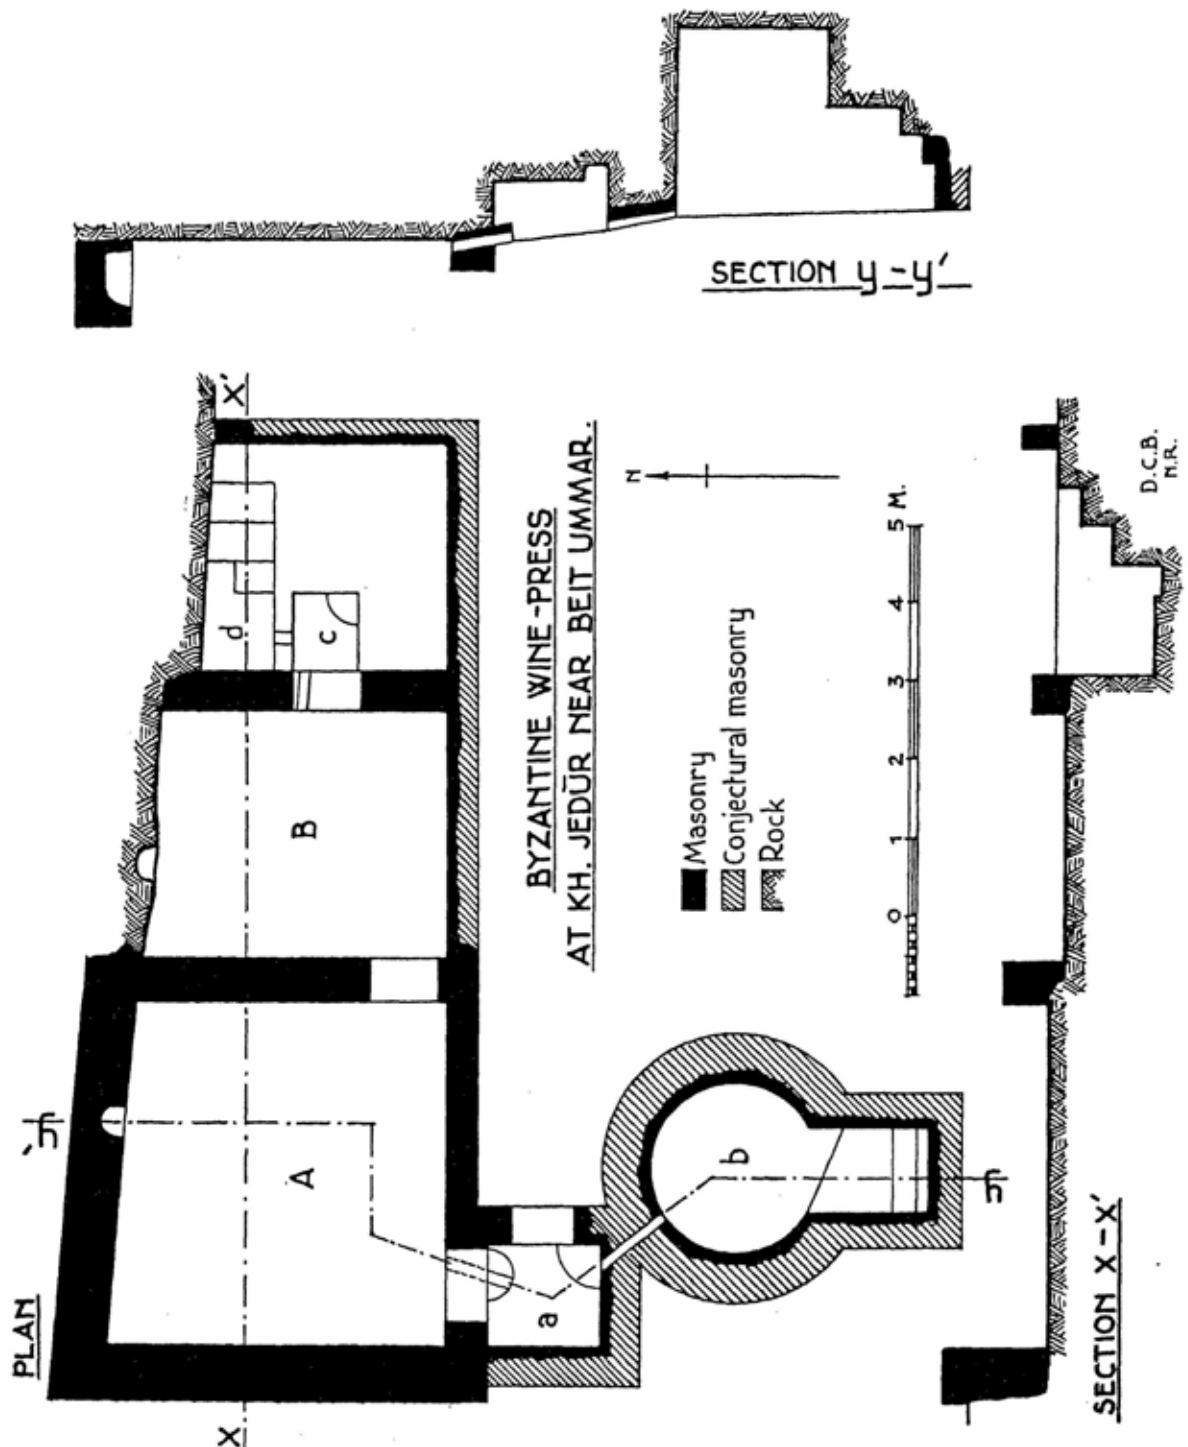 PLAN
X
X'
y'
y
A
B
a
b
c
d
SECTION y-y'
BYZANTINE WINE-PRESS
AT KH. JEDŪR NEAR BEIT UMMAR.
N
Masonry
Conjectural masonry
Rock
0 1 2 3 4 5 M.
SECTION X-X'
D.C.B.
N.R.